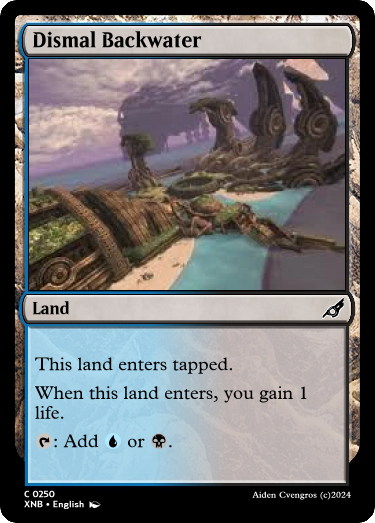 Dismal Backwater
Land
This land enters tapped.
When this land enters, you gain 1
life.
: Add or .
C 0250
XNB • English
Aiden Cvengros (c)2024